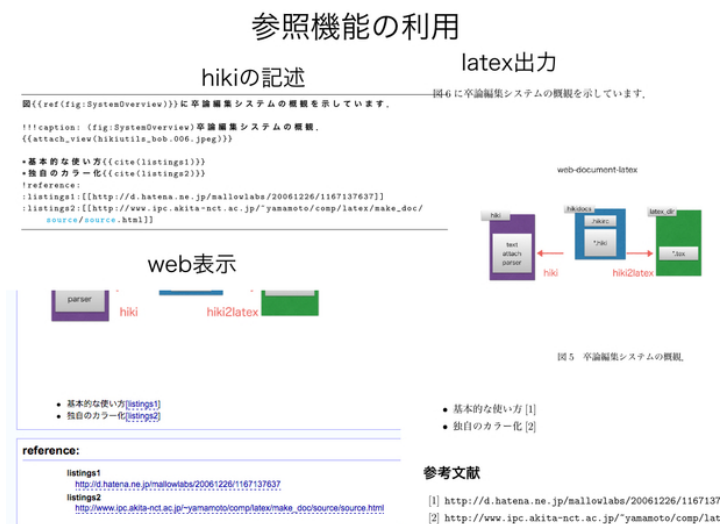 参照機能の利用
hikiの記述
図{{ref(fig:SystemOverview)}}に卒論編集システムの概観を示しています．
!!!caption: (fig:SystemOverview)卒論編集システムの概観．
{{attach_view(hikiutils_bob.006.jpeg)}}
*基本的な使い方{{cite(listings1)}}
*独自のカラー化{{cite(listings2)}}
!reference:
:listings1:[[http://d.hatena.ne.jp/mallowlabs/20061226/1167137637]]
:listings2:[[http://www.ipc.akita-nct.ac.jp/~yamamoto/comp/latex/make_doc/
source/source.html]]
web表示
parser
hiki
hiki2latex
• 基本的な使い方[listings1]
• 独自のカラー化[listings2]
reference:
listings1
http://d.hatena.ne.jp/mallowlabs/20061226/1167137637
listings2
http://www.ipc.akita-nct.ac.jp/~yamamoto/comp/latex/make_doc/source/source.html
latex出力
図 6 に卒論編集システムの概観を示しています．
web-document-latex
hiki
text
attach
parser
hikidocs
.hikirc
*.hiki
latex_dir
*.tex
hiki
hiki2latex
図 5　卒論編集システムの概観．
• 基本的な使い方 [1]
• 独自のカラー化 [2]
参考文献
[1] http://d.hatena.ne.jp/mallowlabs/20061226/116737
[2] http://www.ipc.akita-nct.ac.jp/~yamamoto/comp/lat